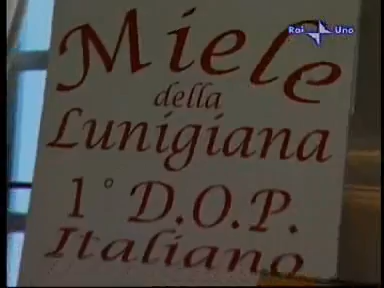 Rai Uno
Miele
della
Lunigiana
1° D.O.P.
Italiano